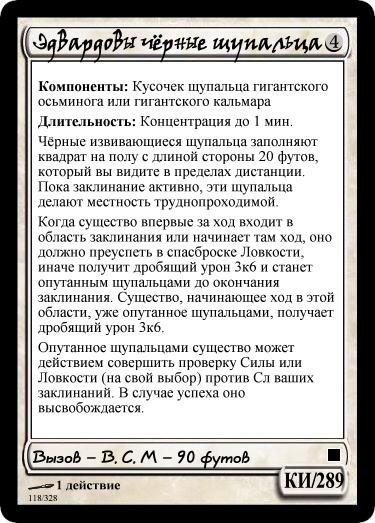 Эдвардовы чёрные щупальца 4
Компоненты: Кусочек щупальца гигантского
осьминога или гигантского кальмара
Длительность: Концентрация до 1 мин.
Чёрные извивающиеся щупальца заполняют
квадрат на полу с длиной стороны 20 футов,
который вы видите в пределах дистанции.
Пока заклинание активно, эти щупальца
делают местность труднопроходимой.
Когда существо впервые за ход входит в
область заклинания или начинает там ход, оно
должно преуспеть в спасброске Ловкости,
иначе получит дробящий урон 3к6 и станет
опутанным щупальцами до окончания
заклинания. Существо, начинающее ход в этой
области, уже опутанное щупальцами, получает
дробящий урон 3к6.
Опутанное щупальцами существо может
действием совершить проверку Силы или
Ловкости (на свой выбор) против Сл ваших
заклинаний. В случае успеха оно
высвобождается.
Вызов – В, С, М – 90 футов
1 действие
КИ/289
118/328